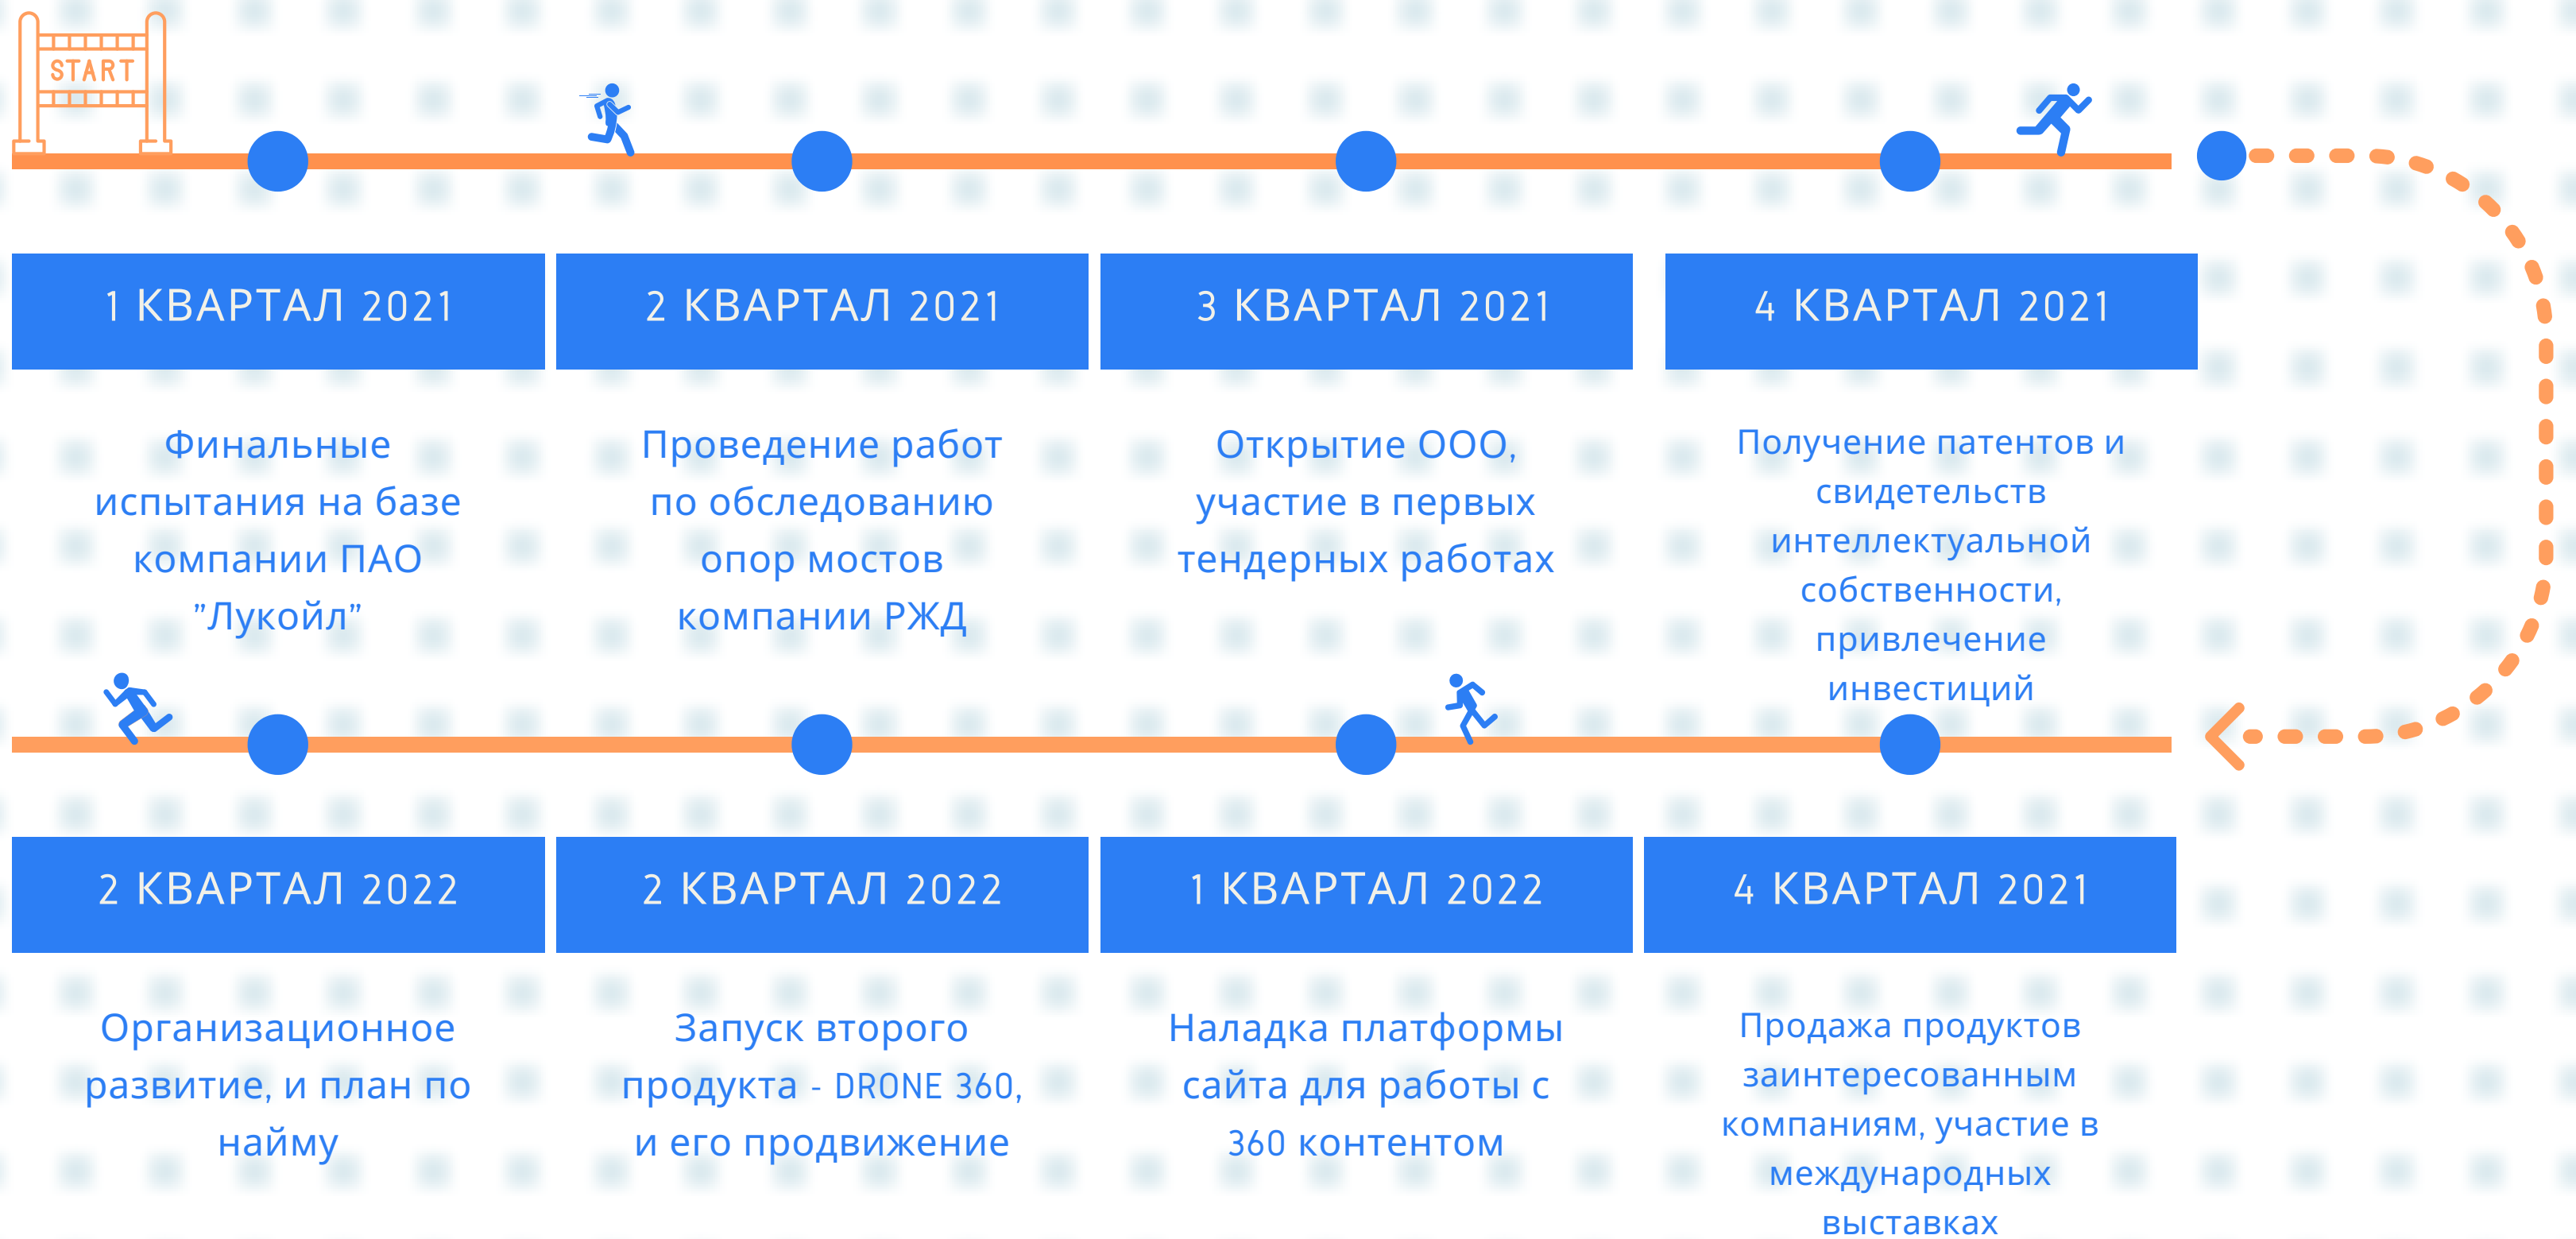 START
1 КВАРТАЛ 2021
Финальные
испытания на базе
компании ПАО
”Лукойл”
2 КВАРТАЛ 2021
Проведение работ
по обследованию
опор мостов
компании РЖД
3 КВАРТАЛ 2021
Открытие ООО,
участие в первых
тендерных работах
4 КВАРТАЛ 2021
Получение патентов и
свидетельств
интеллектуальной
собственности,
привлечение
инвестиций
4 КВАРТАЛ 2021
Продажа продуктов
заинтересованным
компаниям, участие в
международных
выставках
1 КВАРТАЛ 2022
Наладка платформы
сайта для работы с
360 контентом
2 КВАРТАЛ 2022
Запуск второго
продукта - DRONE 360,
и его продвижение
2 КВАРТАЛ 2022
Организационное
развитие, и план по
найму